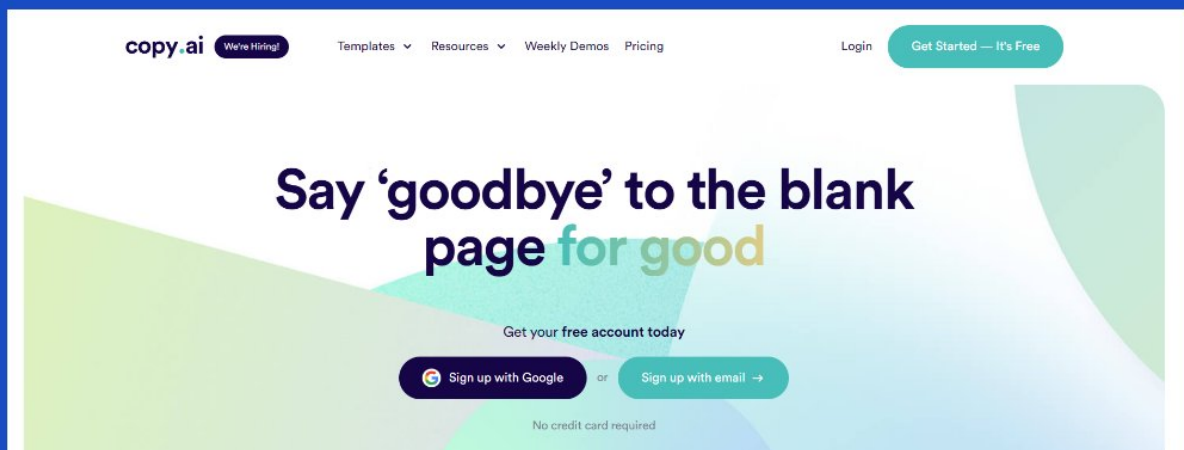 copy.ai We're Hiring! Templates Resources Weekly Demos Pricing Login Get Started — It's Free
Say ‘goodbye’ to the blank
page for good
Get your free account today
Sign up with Google or Sign up with email →
No credit card required